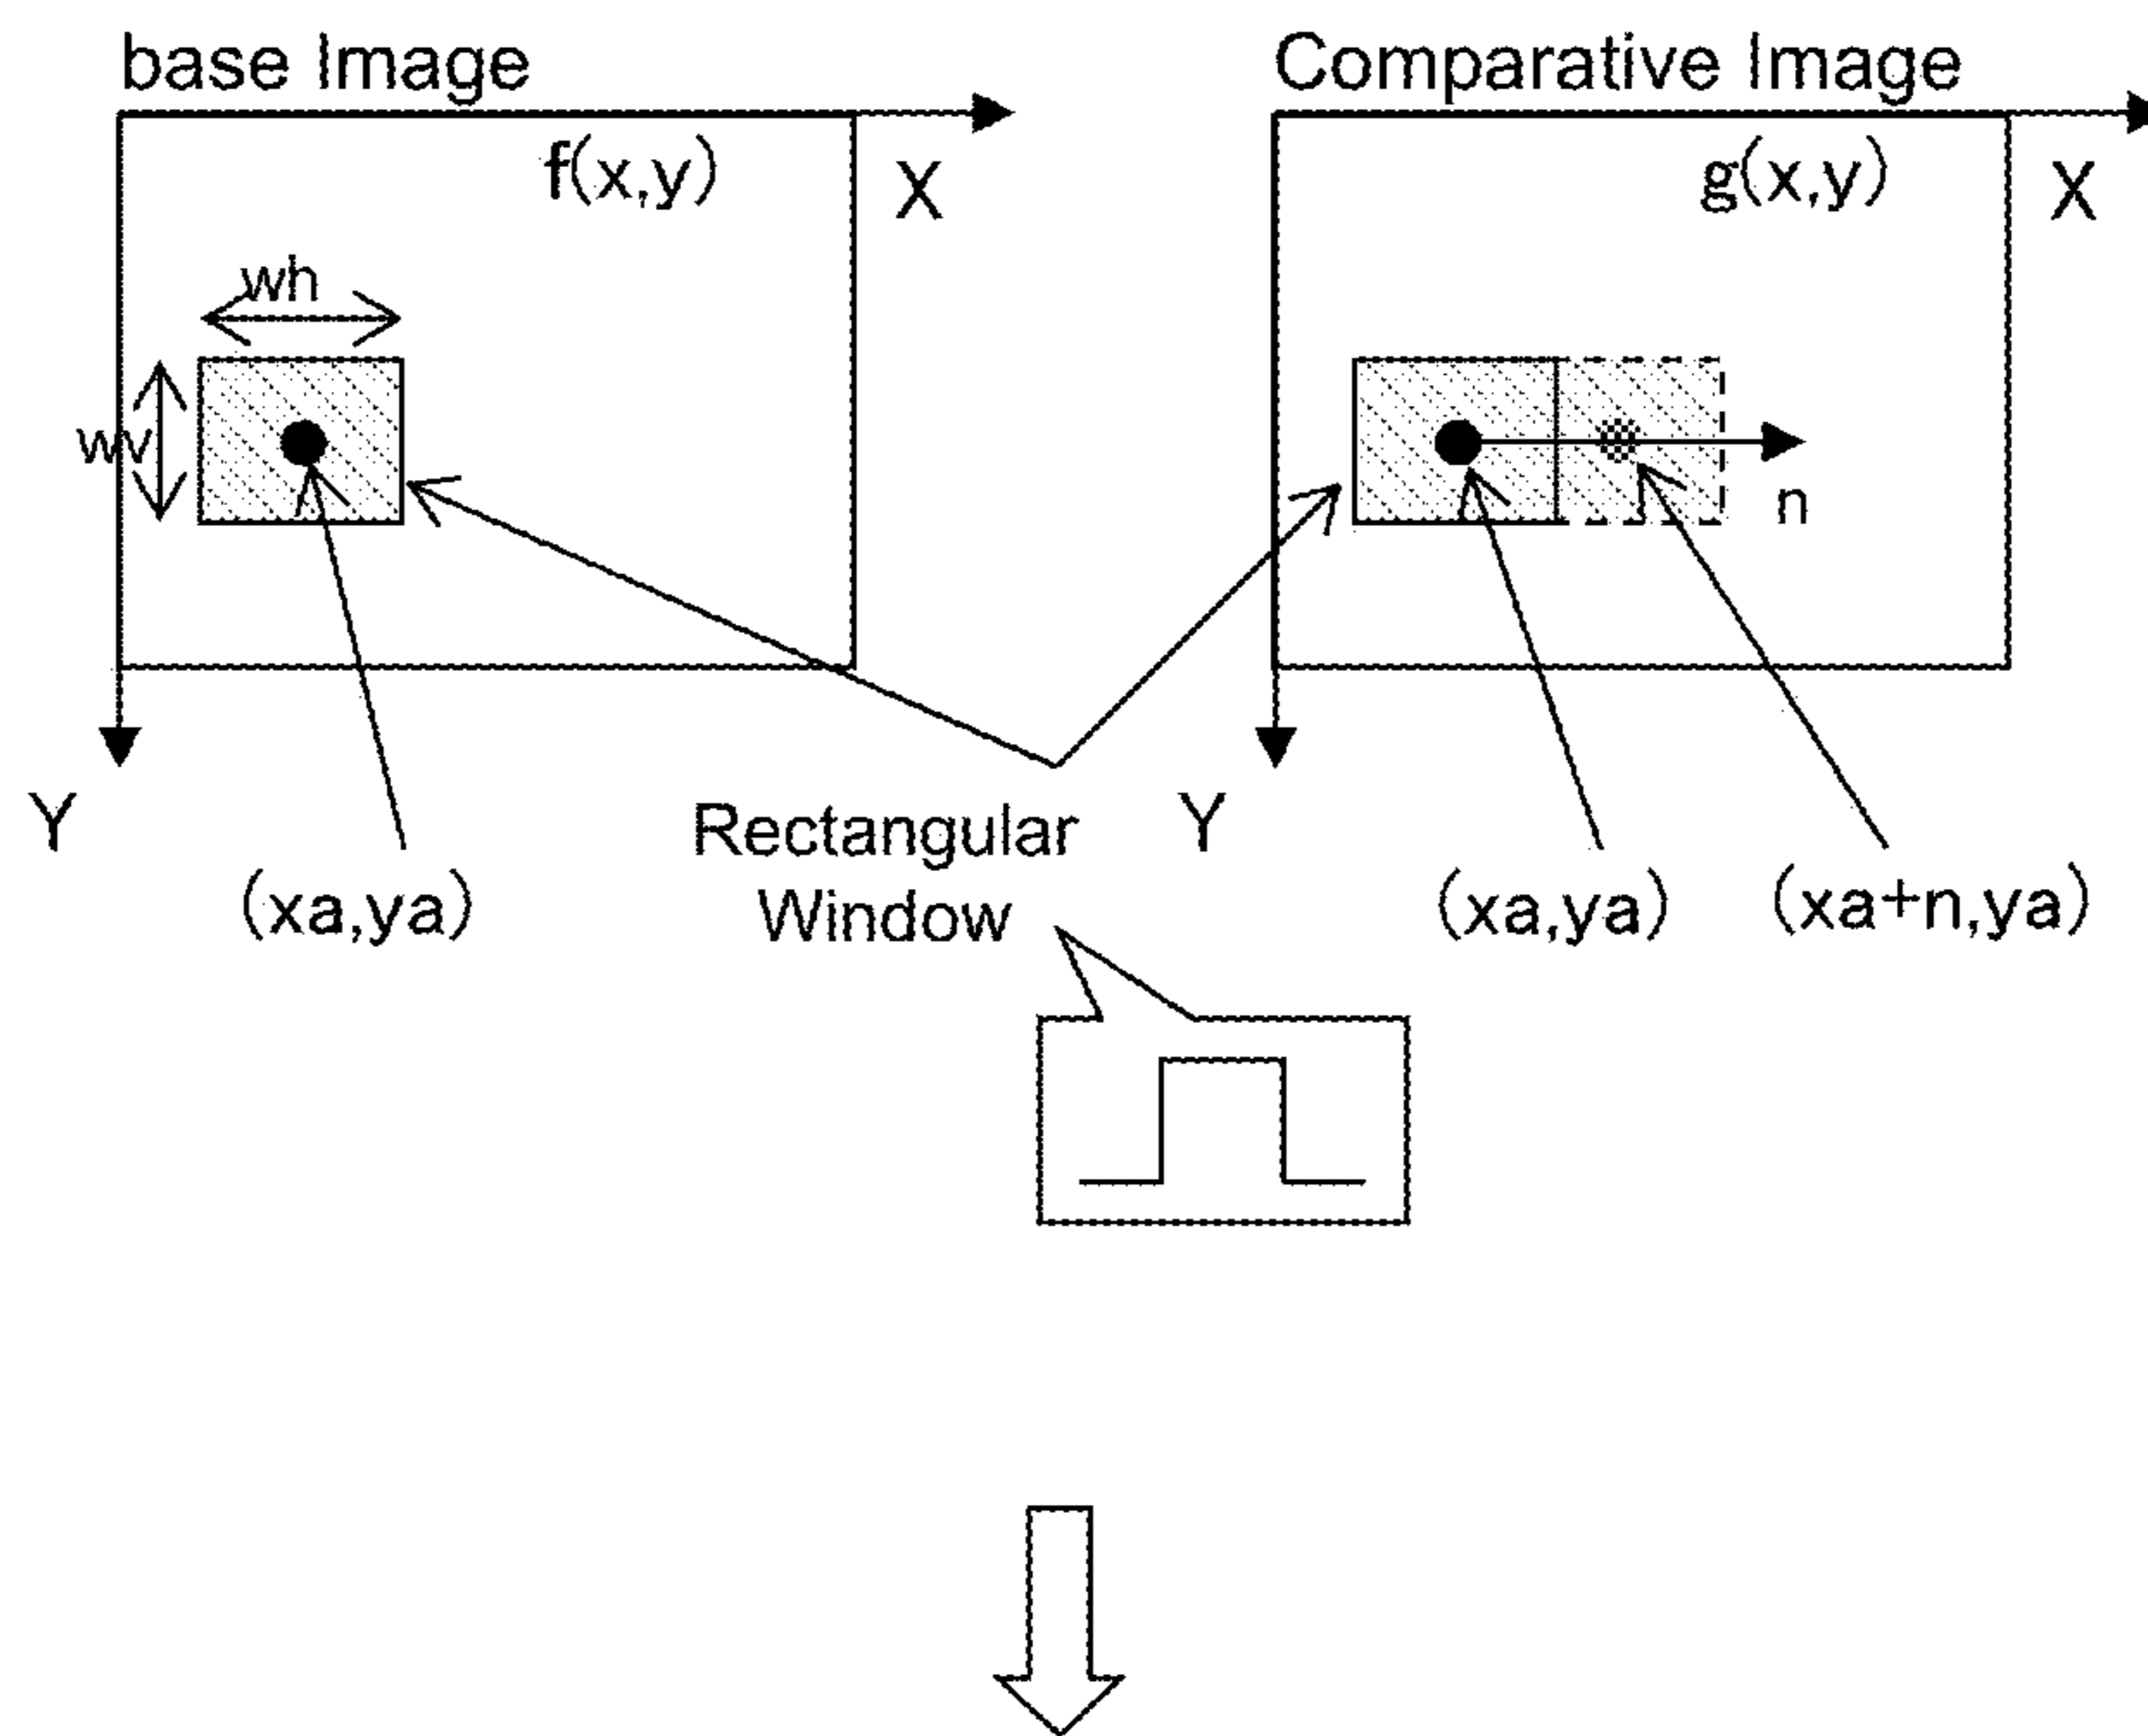 base Image
Comparative Image
f(x,y)
X
g(x,y)
X
wh
wv
n
Y
Rectangular
Window
Y
(xa,ya)
(xa,ya)
(xa+n,ya)